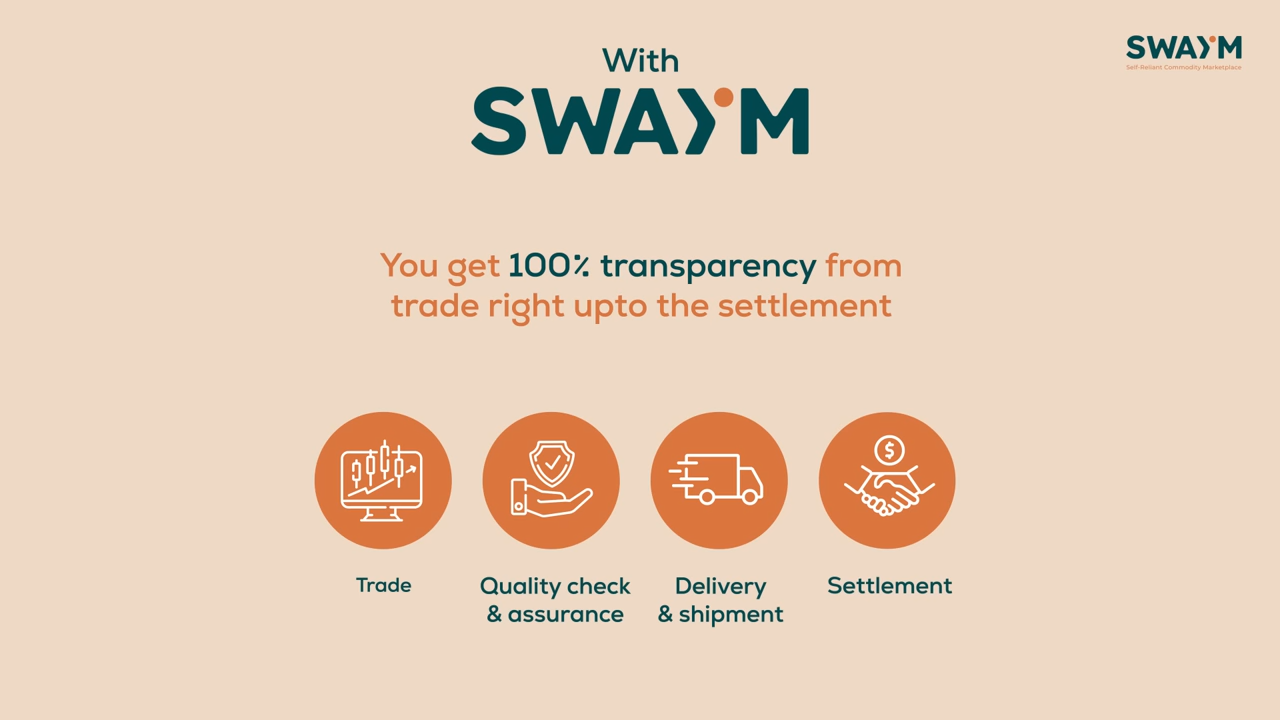 With
SWAYM
SWAYM
Self-Reliant Commodity Marketplace
You get 100% transparency from
trade right upto the settlement
$
Trade
Quality check
& assurance
Delivery
& shipment
Settlement